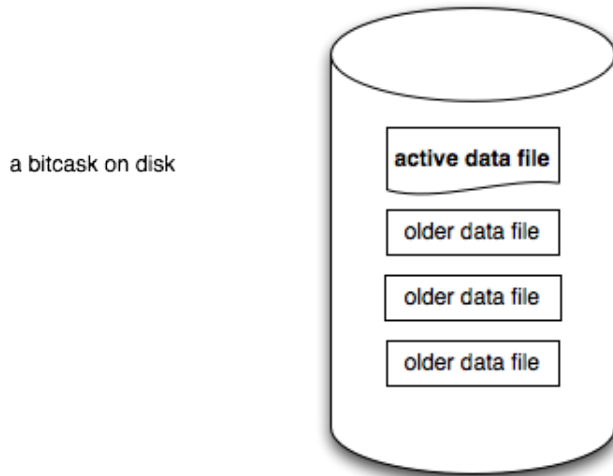 a bitcask on disk
active data file
older data file
older data file
older data file